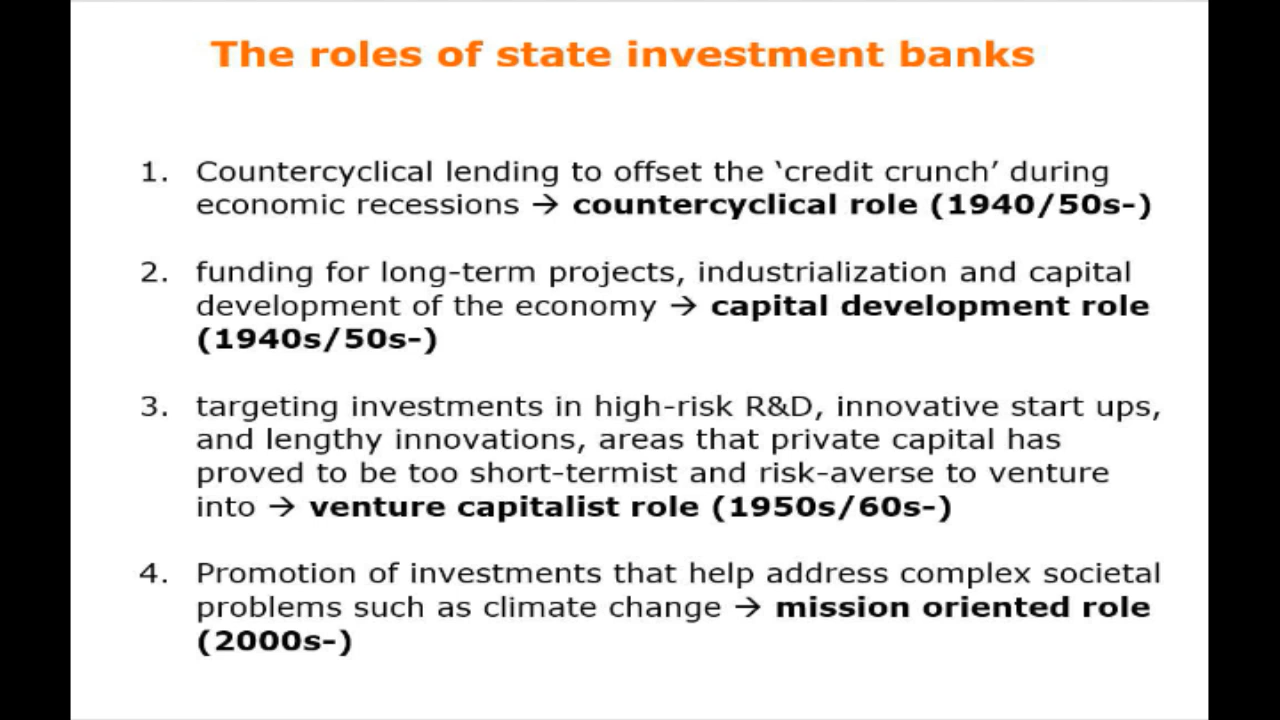 The roles of state investment banks
1. Countercyclical lending to offset the ‘credit crunch’ during
economic recessions → countercyclical role (1940/50s-)
2. funding for long-term projects, industrialization and capital
development of the economy → capital development role
(1940s/50s-)
3. targeting investments in high-risk R&D, innovative start ups,
and lengthy innovations, areas that private capital has
proved to be too short-termist and risk-averse to venture
into → venture capitalist role (1950s/60s-)
4. Promotion of investments that help address complex societal
problems such as climate change → mission oriented role
(2000s-)